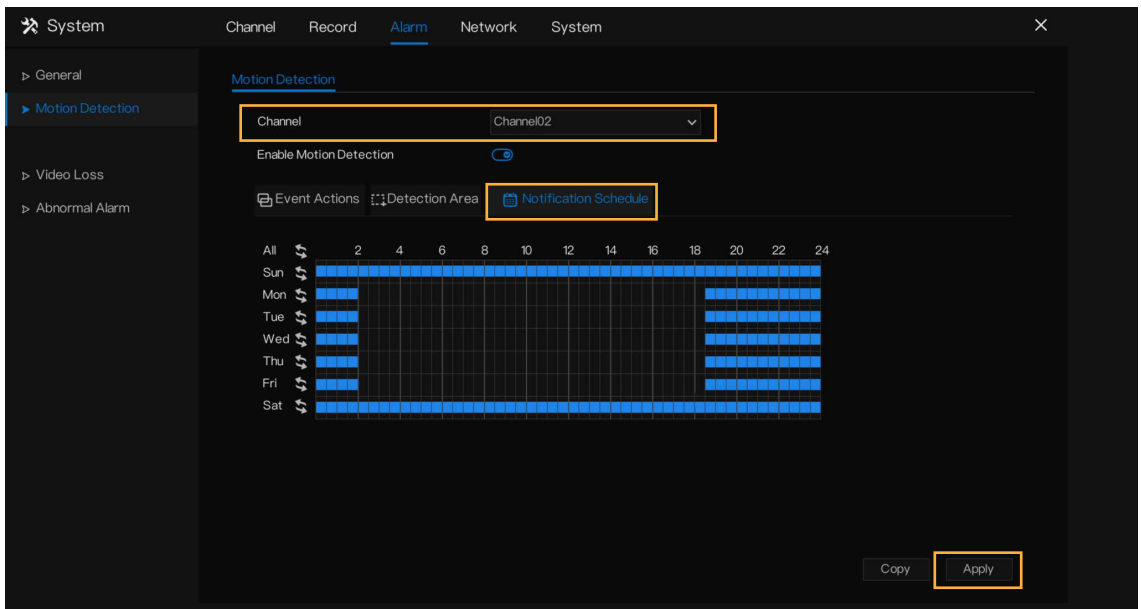 System Channel Record Alarm Network System
General
Motion Detection
Motion Detection
Channel Channel02
Enable Motion Detection
Video Loss
Event Actions Detection Area Notification Schedule
Abnormal Alarm
All 2 4 6 8 10 12 14 16 18 20 22 24
Sun
Mon
Tue
Wed
Thu
Fri
Sat
Copy Apply